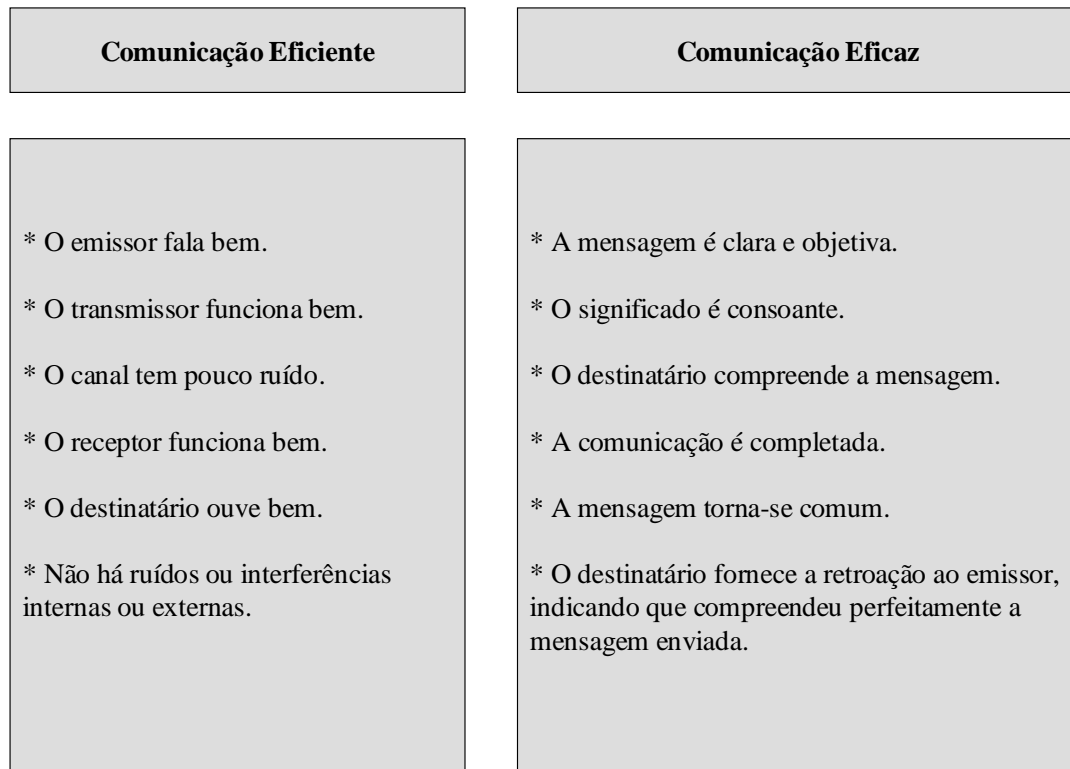 Comunicação Eficiente
Comunicação Eficaz
* O emissor fala bem.
* O transmissor funciona bem.
* O canal tem pouco ruído.
* O receptor funciona bem.
* O destinatário ouve bem.
* Não há ruídos ou interferências
internas ou externas.
* A mensagem é clara e objetiva.
* O significado é consoante.
* O destinatário compreende a mensagem.
* A comunicação é completada.
* A mensagem torna-se comum.
* O destinatário fornece a retroação ao emissor,
indicando que compreendeu perfeitamente a
mensagem enviada.